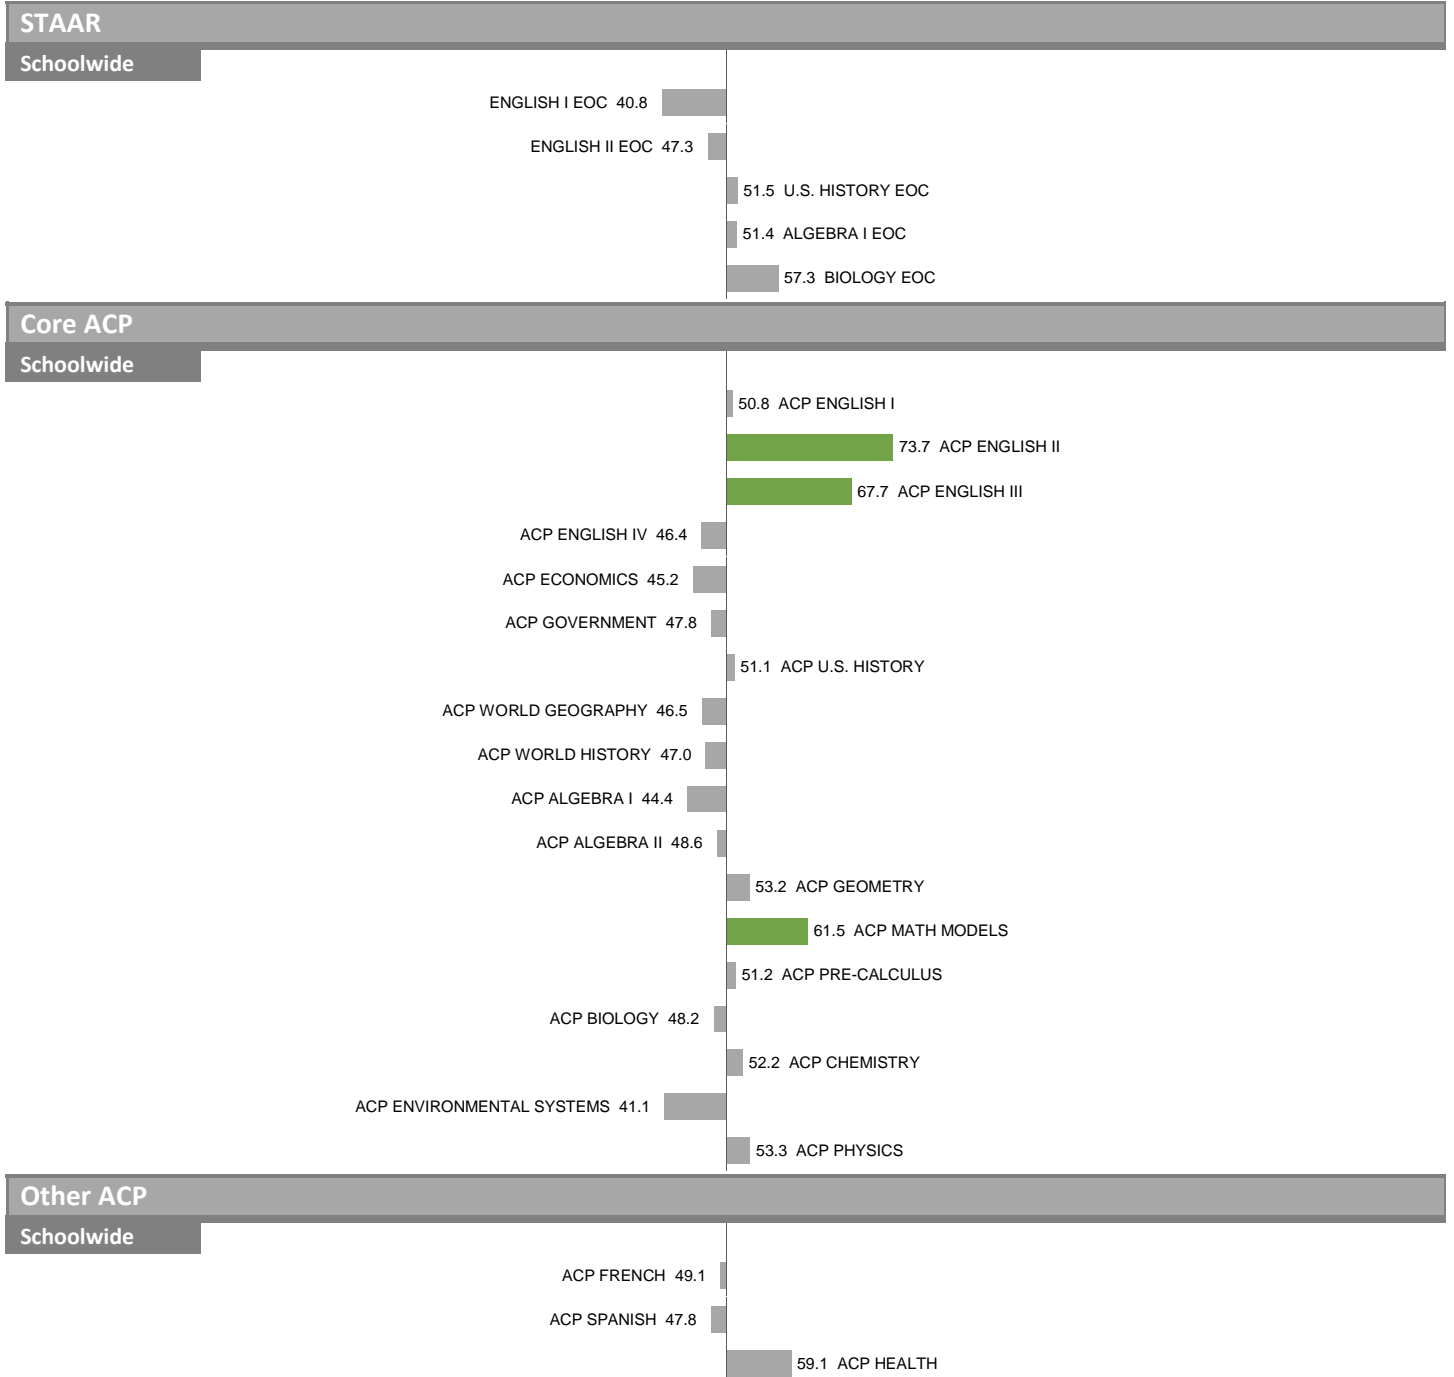 STAAR
Schoolwide
ENGLISH I EOC 40.8
ENGLISH II EOC 47.3
51.5 U.S. HISTORY EOC
51.4 ALGEBRA I EOC
57.3 BIOLOGY EOC
Core ACP
Schoolwide
50.8 ACP ENGLISH I
73.7 ACP ENGLISH II
67.7 ACP ENGLISH III
ACP ENGLISH IV 46.4
ACP ECONOMICS 45.2
ACP GOVERNMENT 47.8
51.1 ACP U.S. HISTORY
ACP WORLD GEOGRAPHY 46.5
ACP WORLD HISTORY 47.0
ACP ALGEBRA I 44.4
ACP ALGEBRA II 48.6
53.2 ACP GEOMETRY
61.5 ACP MATH MODELS
51.2 ACP PRE-CALCULUS
ACP BIOLOGY 48.2
52.2 ACP CHEMISTRY
ACP ENVIRONMENTAL SYSTEMS 41.1
53.3 ACP PHYSICS
Other ACP
Schoolwide
ACP FRENCH 49.1
ACP SPANISH 47.8
59.1 ACP HEALTH